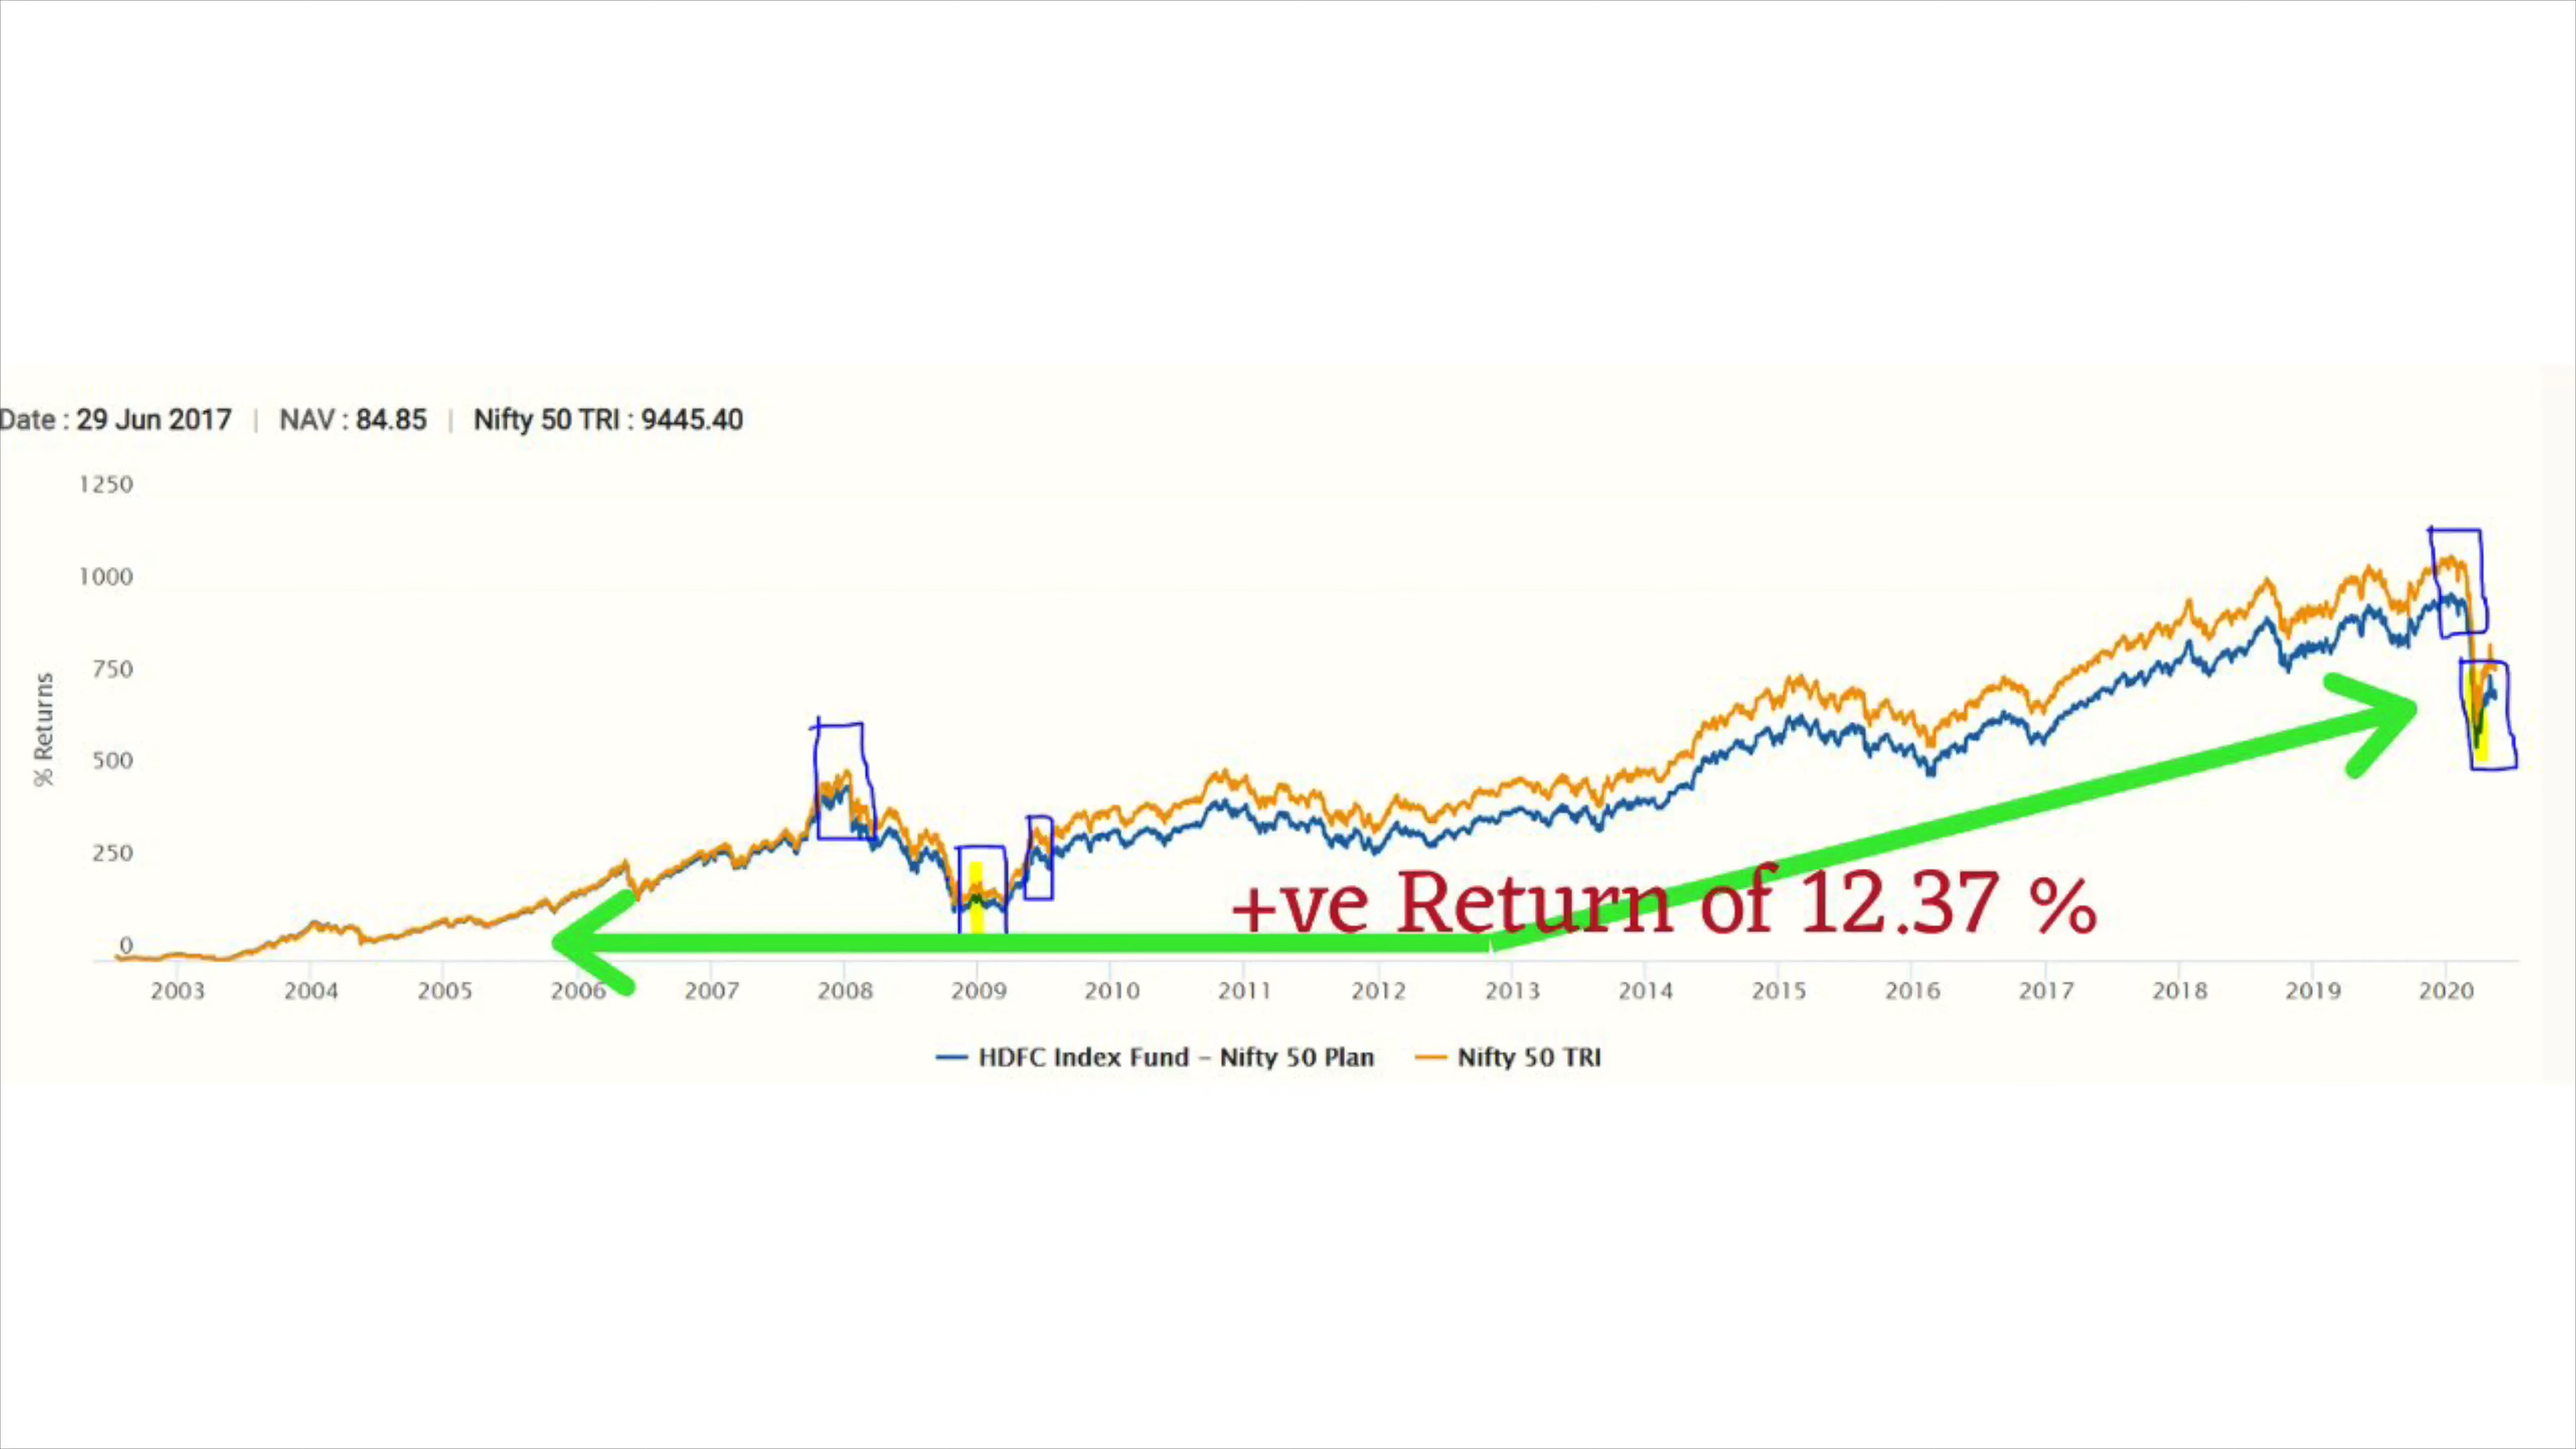 Date : 29 Jun 2017 | NAV : 84.85 | Nifty 50 TRI : 9445.40
1250
1000
750
500
250
0
% Returns
+ve Return of 12.37 %
2003 2004 2005 2006 2007 2008 2009 2010 2011 2012 2013 2014 2015 2016 2017 2018 2019 2020
HDFC Index Fund – Nifty 50 Plan Nifty 50 TRI